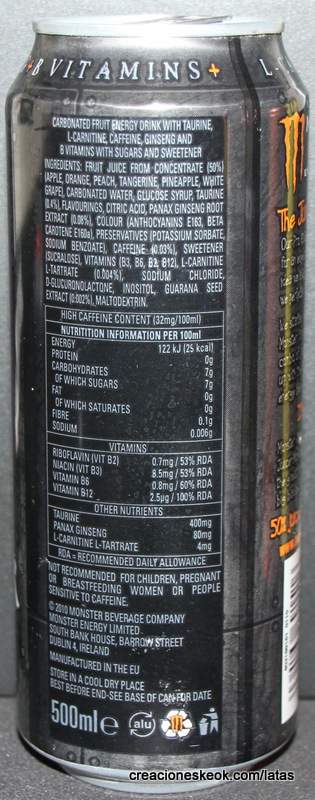 +B VITAMINS+ L-
CARBONATED FRUIT ENERGY DRINK WITH TAURINE,
L-CARNITINE, CAFFEINE, GINSENG AND
B VITAMINS WITH SUGARS AND SWEETENER
INGREDIENTS: FRUIT JUICE FROM CONCENTRATE (50%)
(APPLE, ORANGE, PEACH, TANGERINE, PINEAPPLE, WHITE
GRAPE), CARBONATED WATER, GLUCOSE SYRUP, TAURINE
(0.4%), FLAVOURINGS, CITRIC ACID, PANAX GINSENG ROOT
EXTRACT (0.08%), COLOUR (ANTHOCYANINS E163, BETA
CAROTENE E160a), PRESERVATIVES (POTASSIUM SORBATE,
SODIUM BENZOATE), CAFFEINE (0.03%), SWEETENER
(SUCRALOSE), VITAMINS (B3, B6, B2, B12), L-CARNITINE
L-TARTRATE (0.004%), SODIUM CHLORIDE,
D-GLUCURONOLACTONE, INOSITOL, GUARANA SEED
EXTRACT (0.002%), MALTODEXTRIN.
HIGH CAFFEINE CONTENT (32mg/100ml)
NUTRITITION INFORMATION PER 100ml
ENERGY 122 kJ (25 kcal)
PROTEIN 0g
CARBOHYDRATES 7g
OF WHICH SUGARS 7g
FAT 0g
OF WHICH SATURATES 0g
FIBRE 0.1g
SODIUM 0.006g
VITAMINS
RIBOFLAVIN (VIT B2) 0.7mg / 53% RDA
NIACIN (VIT B3) 8.5mg / 53% RDA
VITAMIN B6 0.8mg / 60% RDA
VITAMIN B12 2.5µg / 100% RDA
OTHER NUTRIENTS
TAURINE 400mg
PANAX GINSENG 80mg
L-CARNITINE L-TARTRATE 4mg
RDA = RECOMMENDED DAILY ALLOWANCE
NOT RECOMMENDED FOR CHILDREN, PREGNANT
OR BREASTFEEDING WOMEN OR PEOPLE
SENSITIVE TO CAFFEINE.
© 2010 MONSTER BEVERAGE COMPANY
MONSTER ENERGY LIMITED
SOUTH BANK HOUSE, BARROW STREET
DUBLIN 4, IRELAND
MANUFACTURED IN THE EU
STORE IN A COOL DRY PLACE
BEST BEFORE END-SEE BASE OF CAN FOR DATE
500ml e alu
The
50%
creacioneskeok.com/latas